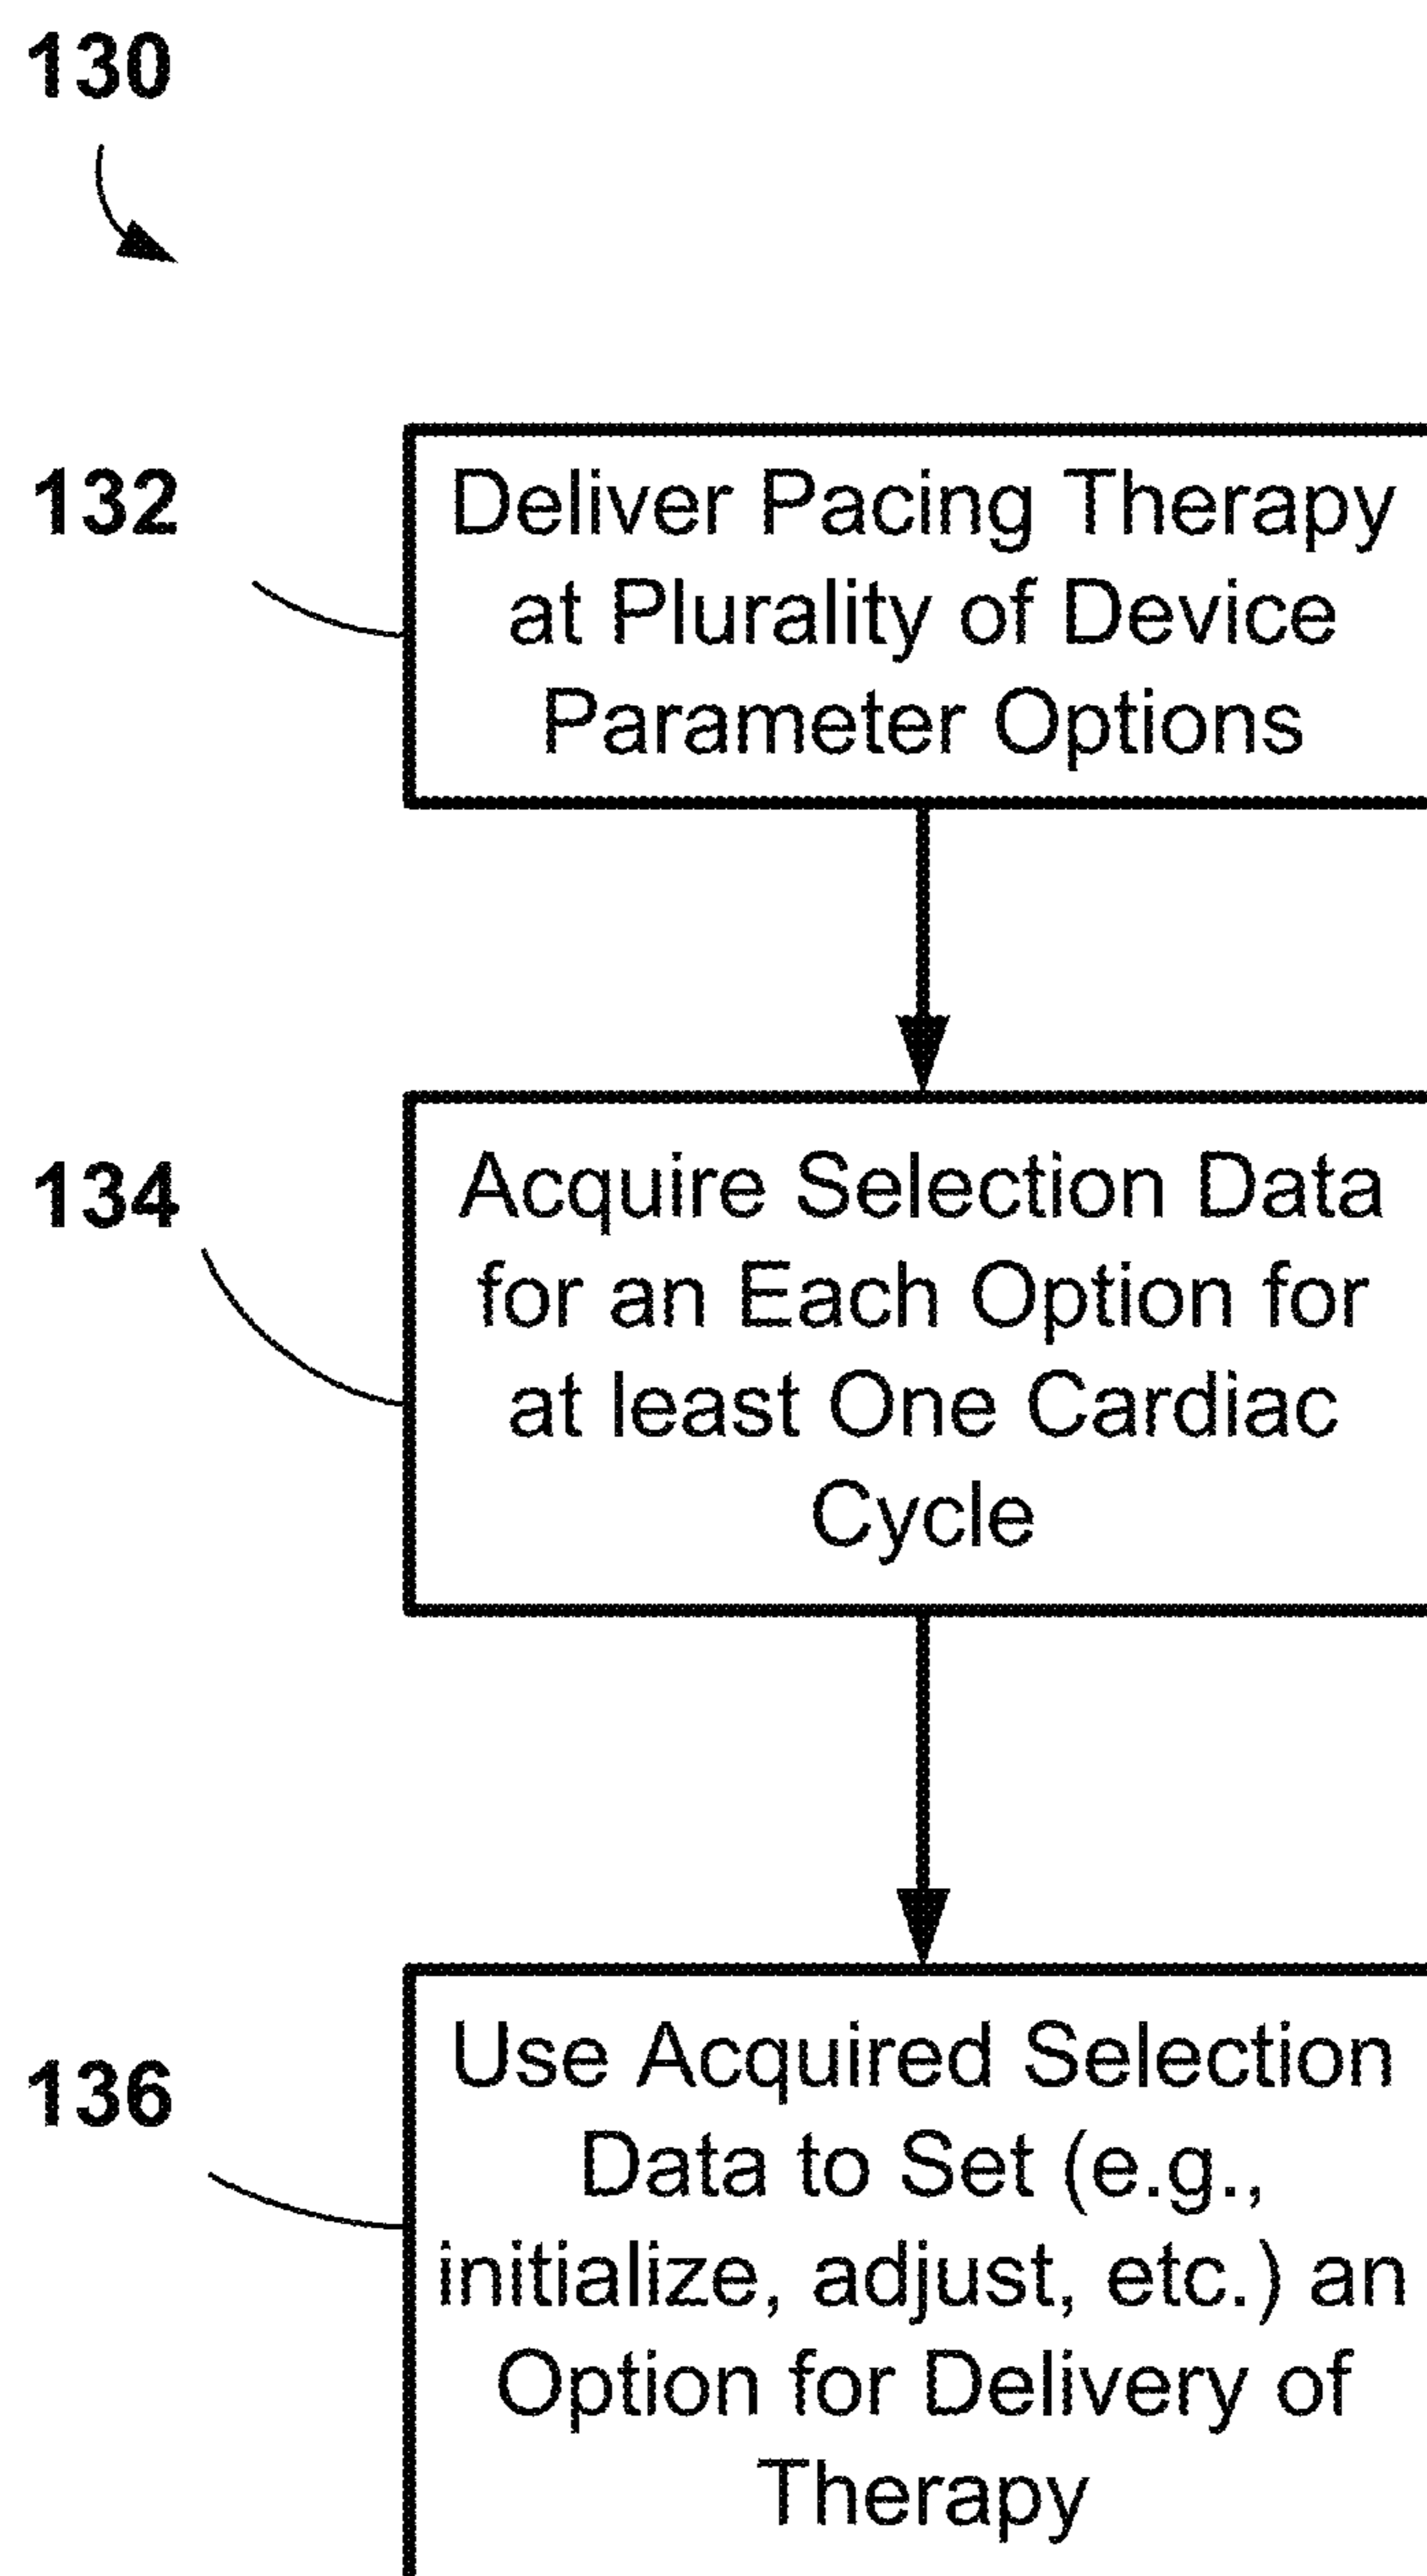 130
132
Deliver Pacing Therapy
at Plurality of Device
Parameter Options
134
Acquire Selection Data
for an Each Option for
at least One Cardiac
Cycle
136
Use Acquired Selection
Data to Set (e.g.,
initialize, adjust, etc.) an
Option for Delivery of
Therapy